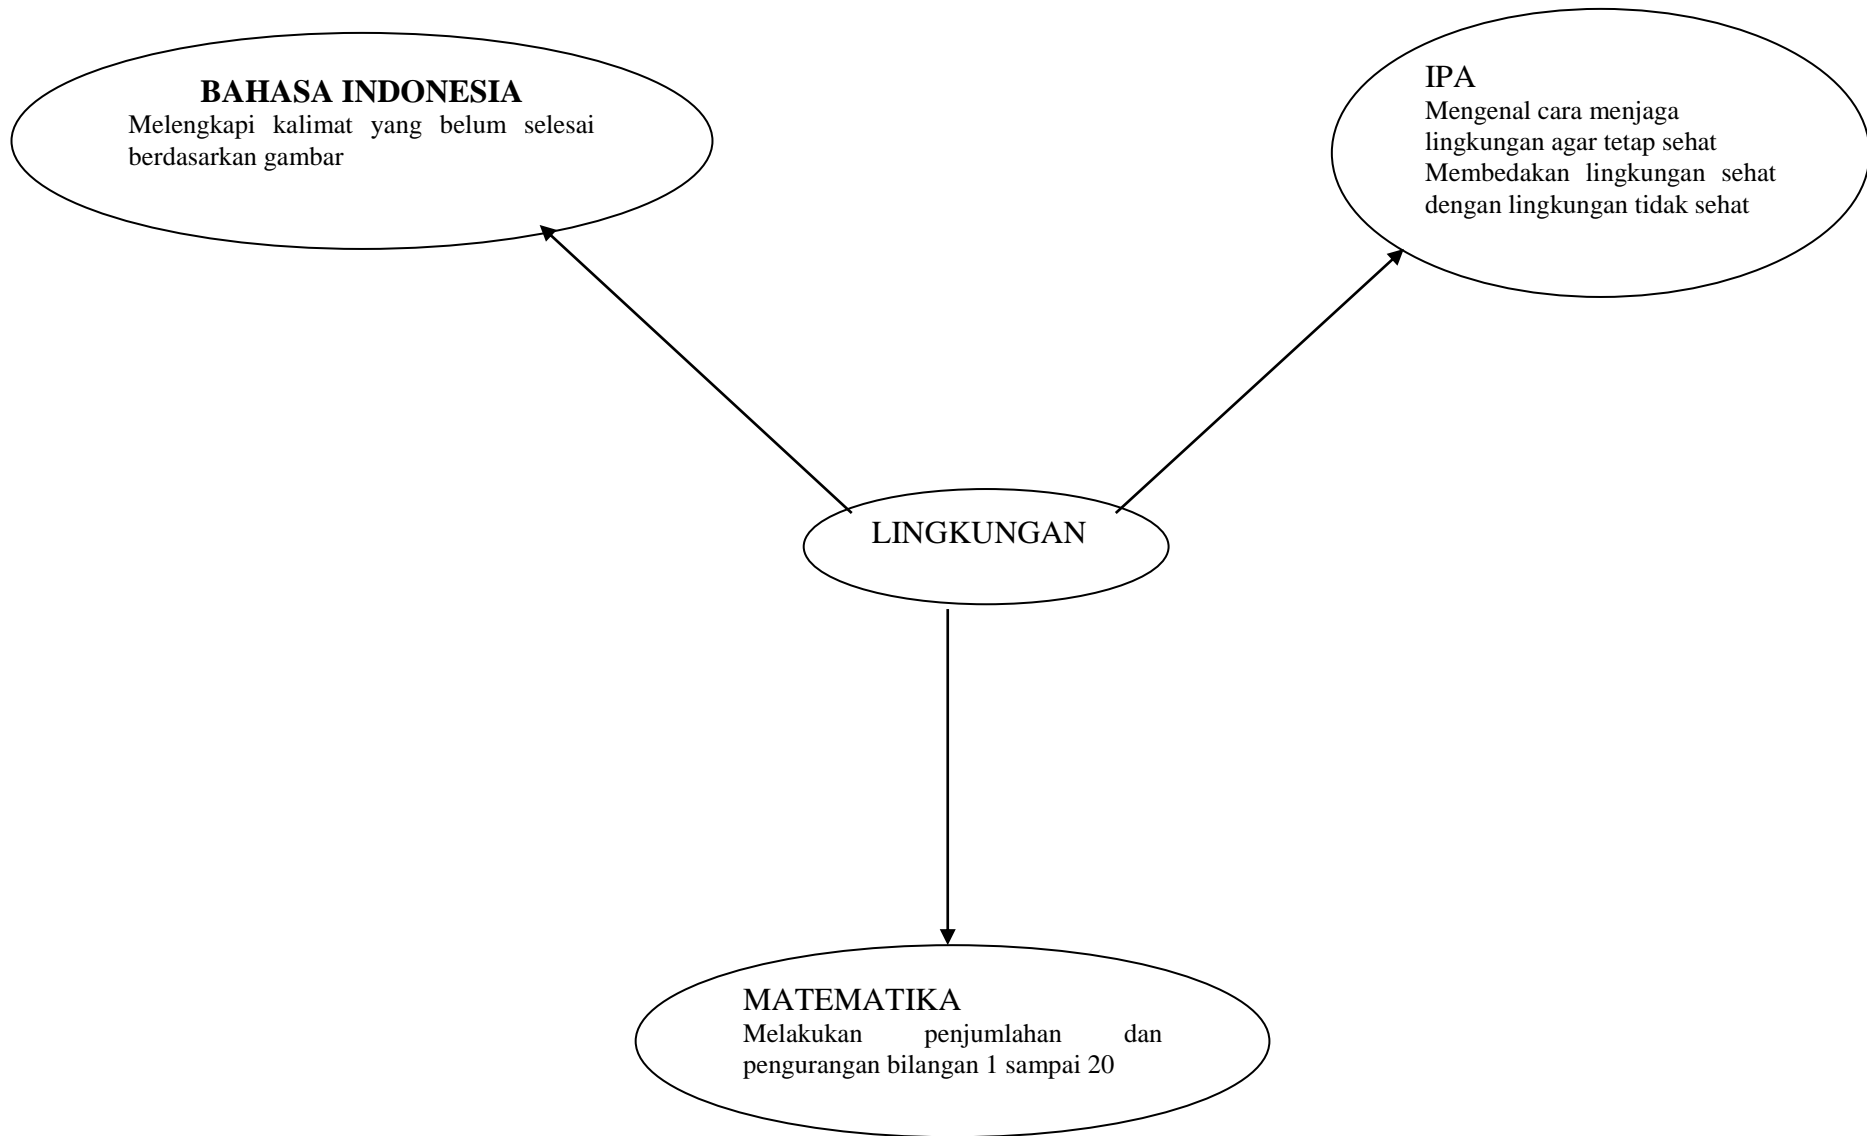 BAHASA INDONESIA
Melengkapi kalimat yang belum selesai
berdasarkan gambar
IPA
Mengenal cara menjaga
lingkungan agar tetap sehat
Membedakan lingkungan sehat
dengan lingkungan tidak sehat
LINGKUNGAN
MATEMATIKA
Melakukan penjumlahan dan
pengurangan bilangan 1 sampai 20